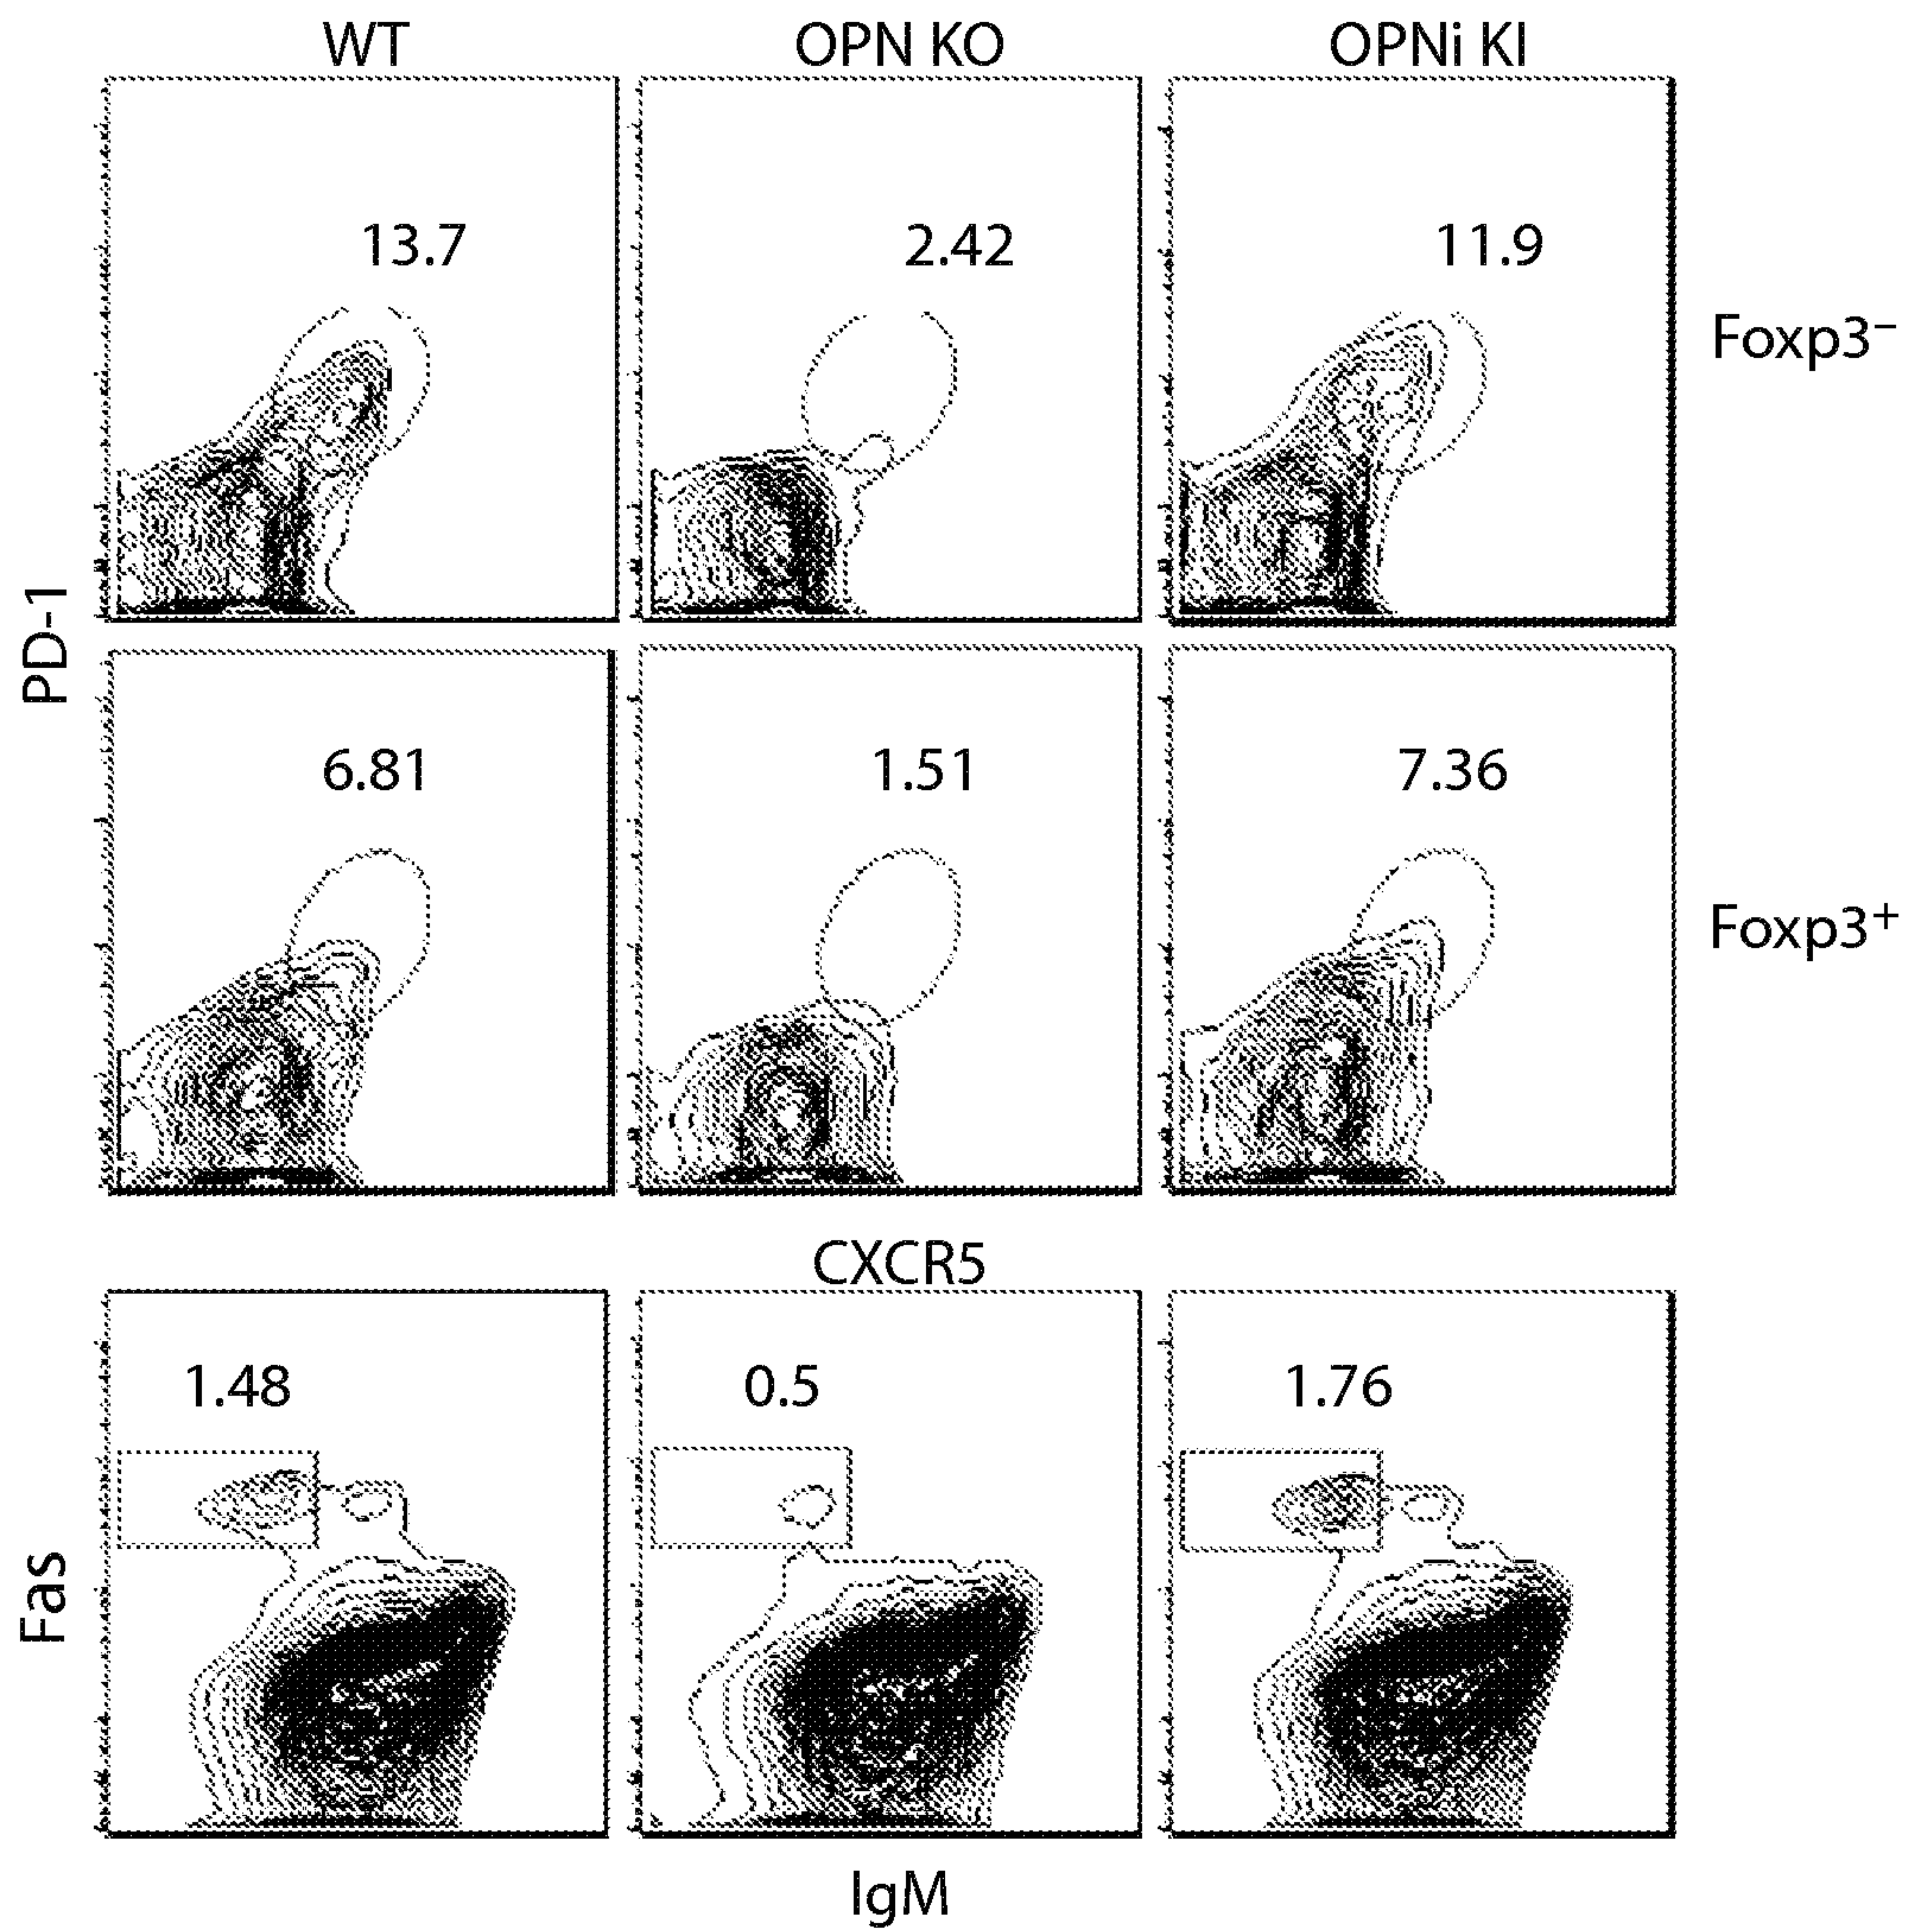 WT OPN KO OPNi KI
13.7 2.42 11.9
Foxp3⁻
PD-1
6.81 1.51 7.36
Foxp3⁺
CXCR5
1.48 0.5 1.76
Fas
IgM